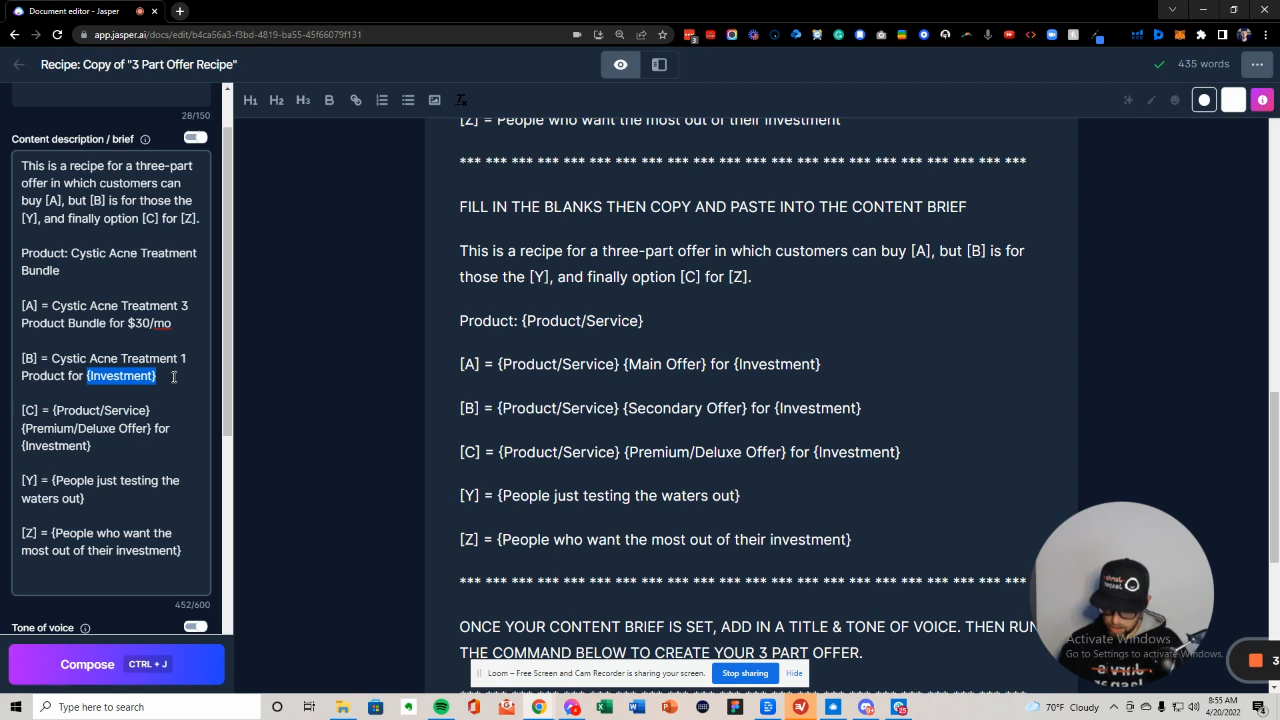 Document editor - Jasper
app.jasper.ai/docs/edit/b4ca56a3-f3bd-4819-ba55-45f66079f131
3
Recipe: Copy of "3 Part Offer Recipe"
435 words
H1 H2 H3 B
28/150
Content description / brief
This is a recipe for a three-part
offer in which customers can
buy [A], but [B] is for those the
[Y], and finally option [C] for [Z].
Product: Cystic Acne Treatment
Bundle
[A] = Cystic Acne Treatment 3
Product Bundle for $30/mo
[B] = Cystic Acne Treatment 1
Product for {Investment}
[C] = {Product/Service}
{Premium/Deluxe Offer} for
{Investment}
[Y] = {People just testing the
waters out}
[Z] = {People who want the
most out of their investment}
452/600
Tone of voice
Compose CTRL + J
[Z] = People who want the most out of their investment
*** *** *** *** *** *** *** *** *** *** *** *** *** *** *** *** *** *** *** *** *** ***
FILL IN THE BLANKS THEN COPY AND PASTE INTO THE CONTENT BRIEF
This is a recipe for a three-part offer in which customers can buy [A], but [B] is for
those the [Y], and finally option [C] for [Z].
Product: {Product/Service}
[A] = {Product/Service} {Main Offer} for {Investment}
[B] = {Product/Service} {Secondary Offer} for {Investment}
[C] = {Product/Service} {Premium/Deluxe Offer} for {Investment}
[Y] = {People just testing the waters out}
[Z] = {People who want the most out of their investment}
*** *** *** *** *** *** *** *** *** *** *** *** *** *** *** *** *** *** *** *** *** ***
ONCE YOUR CONTENT BRIEF IS SET, ADD IN A TITLE & TONE OF VOICE. THEN RUN
THE COMMAND BELOW TO CREATE YOUR 3 PART OFFER.
Loom – Free Screen and Cam Recorder is sharing your screen. Stop sharing Hide
Activate Windows
Go to Settings to activate Windows.
3
Type here to search
25
70°F Cloudy
8:55 AM
4/20/2022